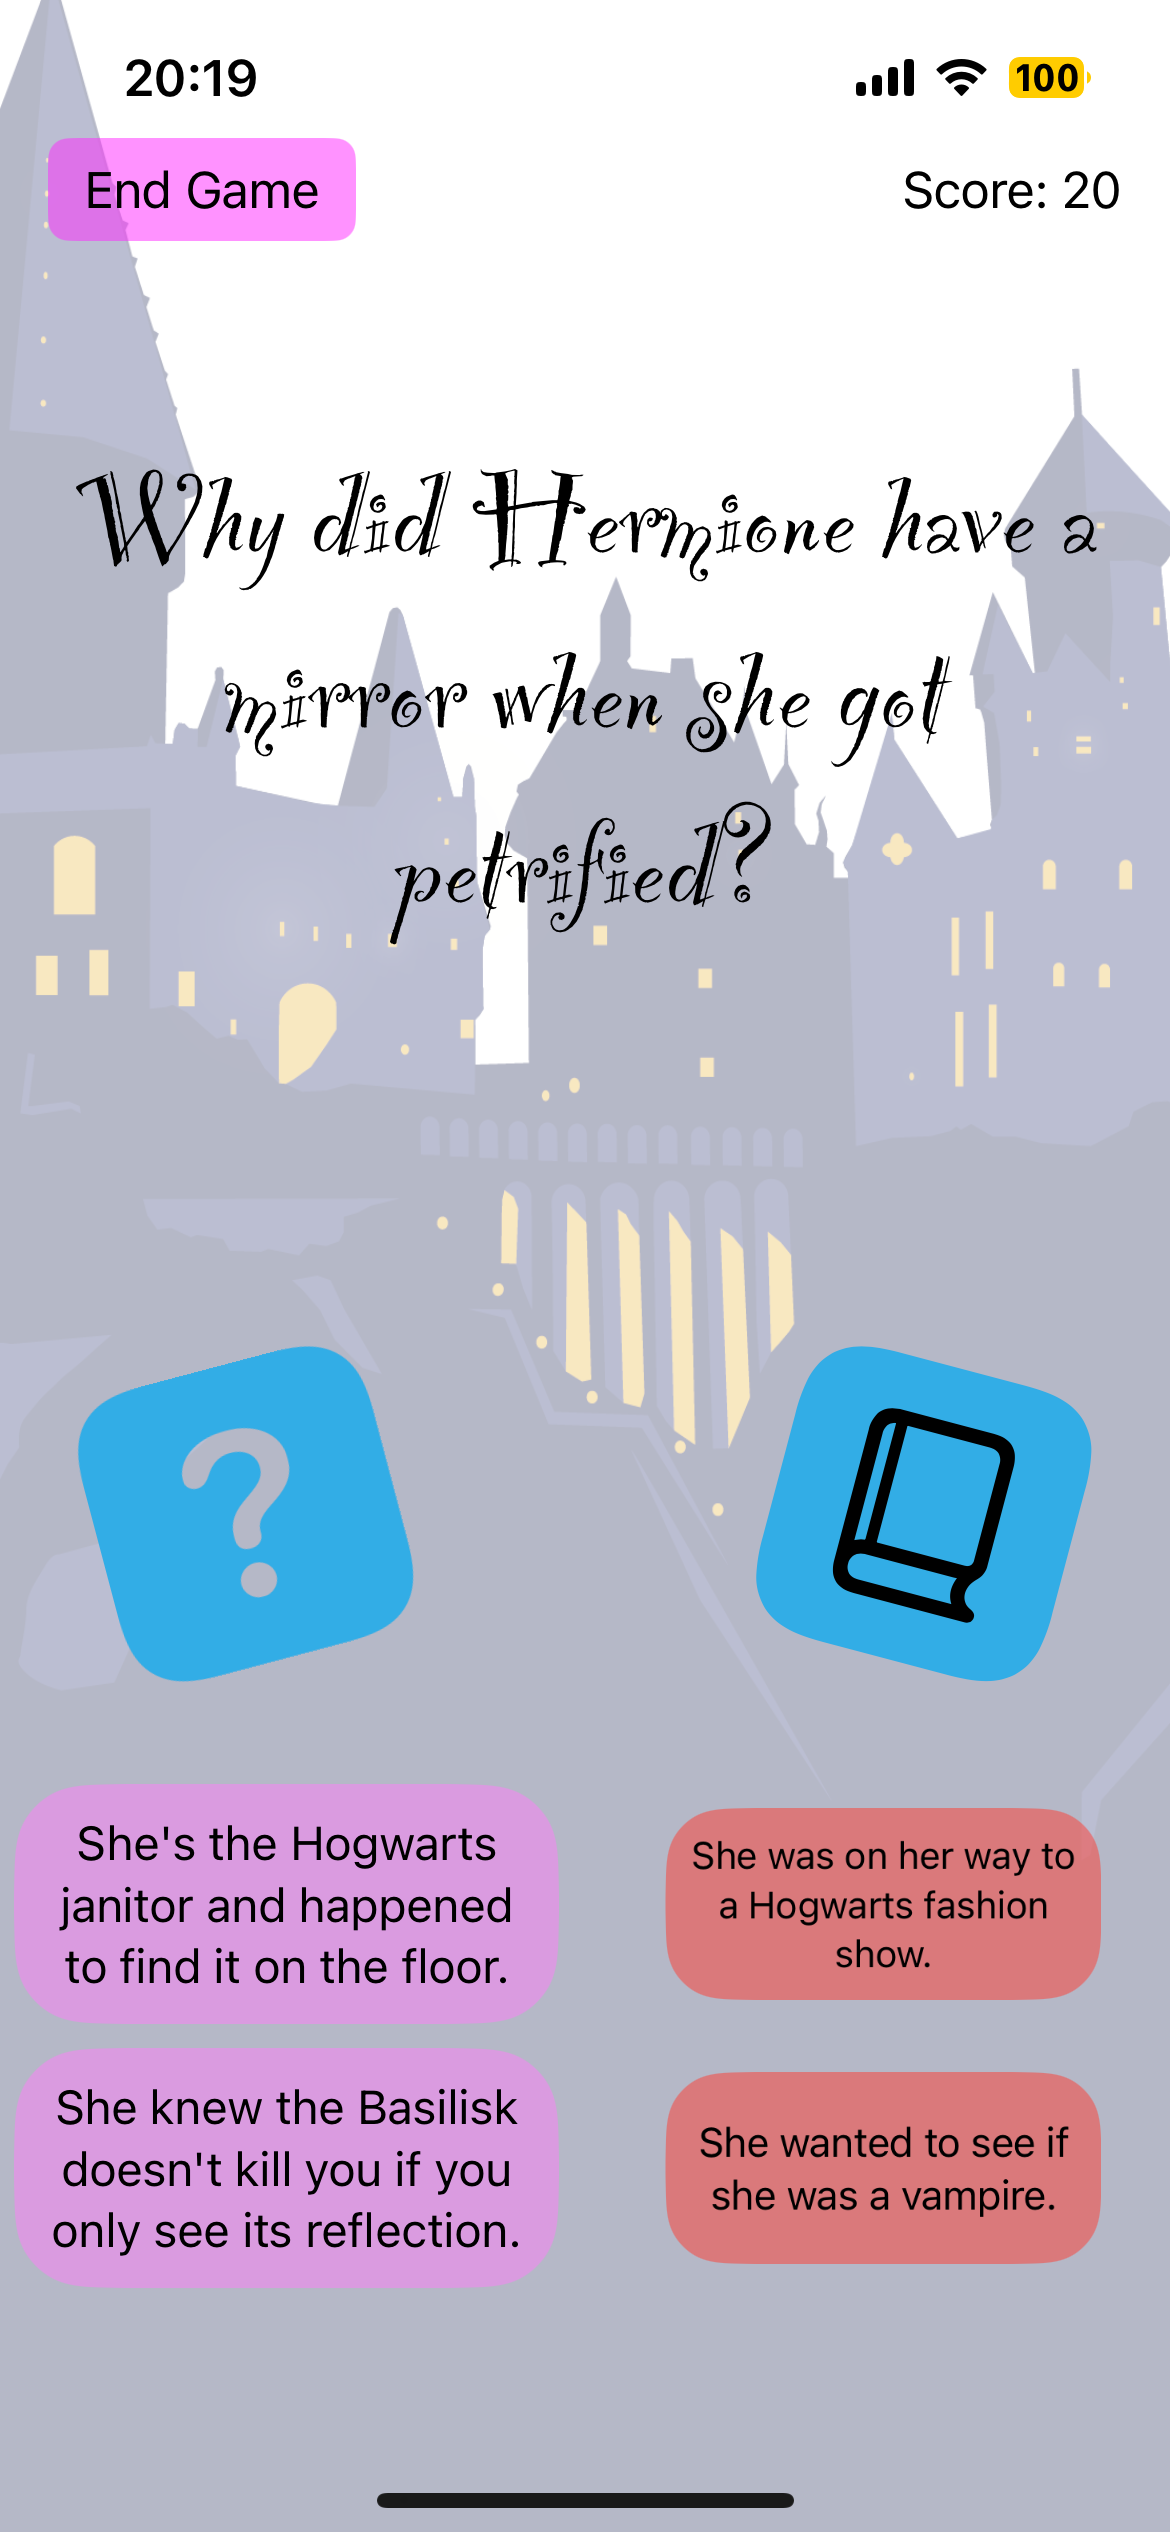 20:19
100
End Game
Score: 20
Why did Hermione have a
mirror when she got
petrified?
?
She's the Hogwarts
janitor and happened
to find it on the floor.
She was on her way to
a Hogwarts fashion
show.
She knew the Basilisk
doesn't kill you if you
only see its reflection.
She wanted to see if
she was a vampire.